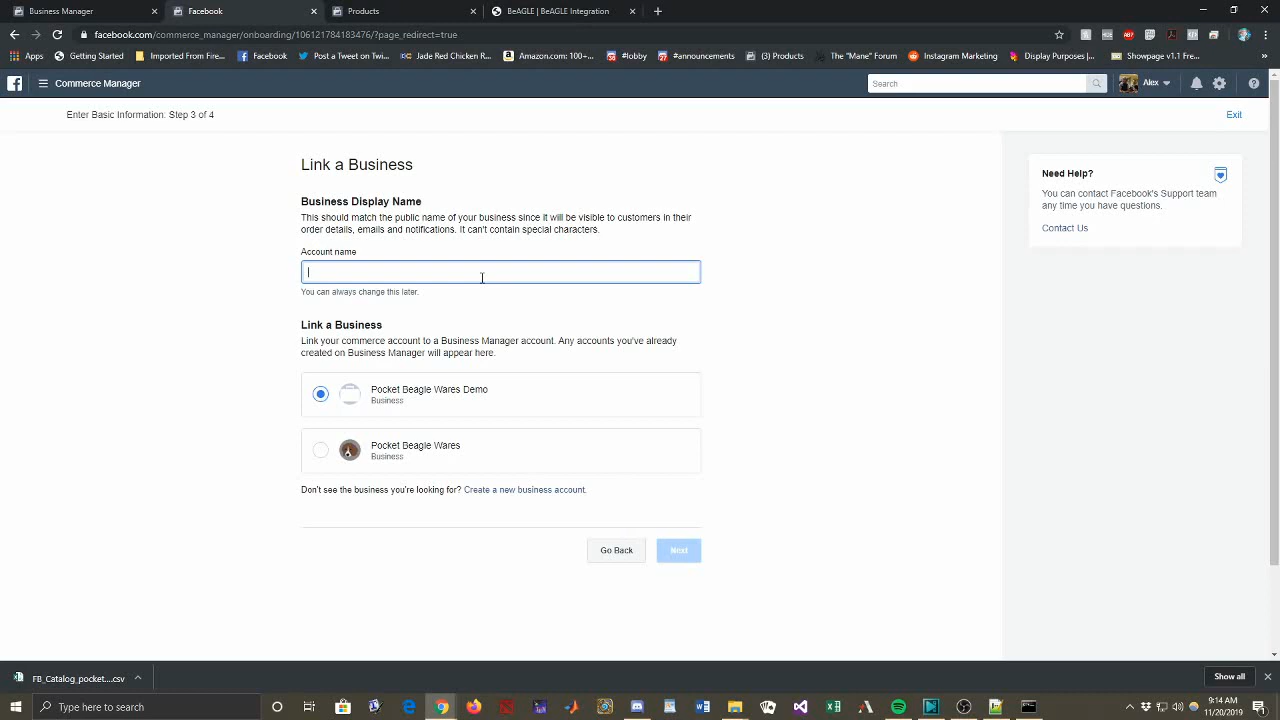 Business Manager
Facebook
Products
BeAGLE | BeAGLE Integration
facebook.com/commerce_manager/onboarding/106121784183476/?page_redirect=true
Apps
Getting Started
Imported From Fire...
Facebook
Post a Tweet on Twi...
Lid Red Chicken R...
Amazon.com: 100+...
#lobby
#announcements
(3) Products
The "Mane" Forum
Instagram Marketing
Display Purposes |...
Showpage v1.1 Fre...
Commerce Manager
Search
Alex
Enter Basic Information: Step 3 of 4
Exit
Link a Business
Business Display Name
This should match the public name of your business since it will be visible to customers in their
order details, emails and notifications. It can't contain special characters.
Account name
You can always change this later.
Link a Business
Link your commerce account to a Business Manager account. Any accounts you've already
created on Business Manager will appear here.
Pocket Beagle Wares Demo
Business
Pocket Beagle Wares
Business
Don't see the business you're looking for? Create a new business account.
Go Back
Next
Need Help?
You can contact Facebook's Support team
any time you have questions.
Contact Us
FB_Catalog_pocket....csv
Show all
Type here to search
9:14 AM
11/20/2019